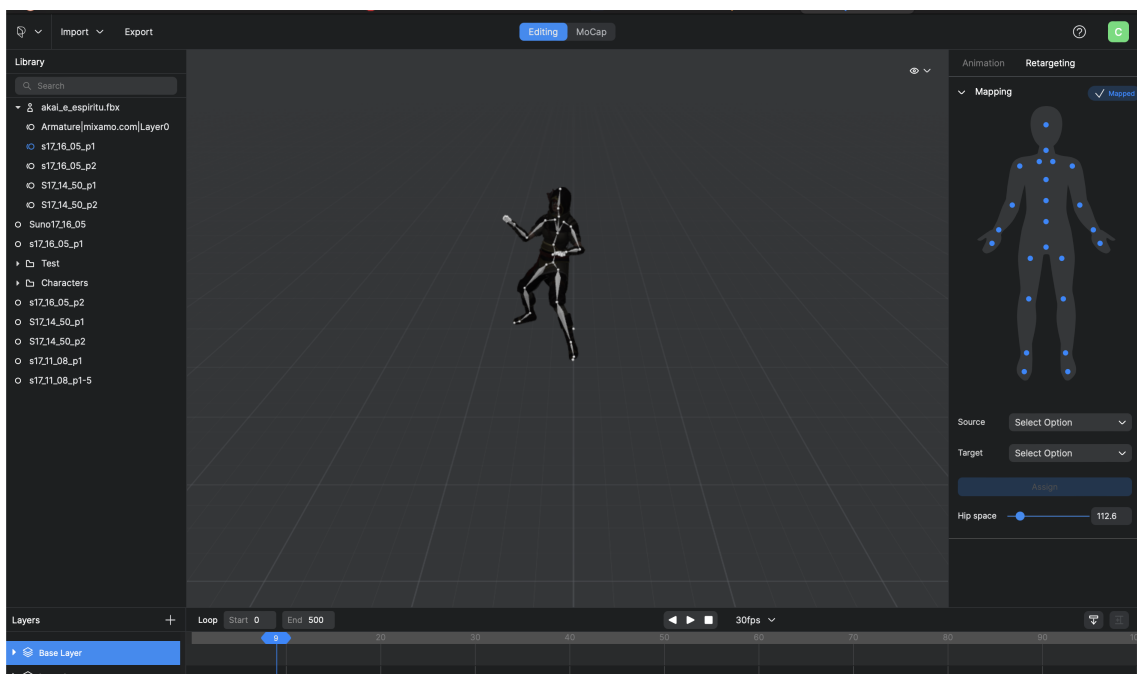 Import
Export
Editing
MoCap
C
Library
Search
akai_e_espiritu.fbx
Armature|mixamo.com|Layer0
s17_16_05_p1
s17_16_05_p2
S17_14_50_p1
S17_14_50_p2
Suno17_16_05
s17_16_05_p1
Test
Characters
s17_16_05_p2
S17_14_50_p1
S17_14_50_p2
s17_11_08_p1
s17_11_08_p1-5
Animation
Retargeting
Mapping
Mapped
Source
Select Option
Target
Select Option
Assign
Hip space
112.6
Layers
Loop
Start 0
End 500
30fps
9
20
30
40
50
60
70
80
90
Base Layer